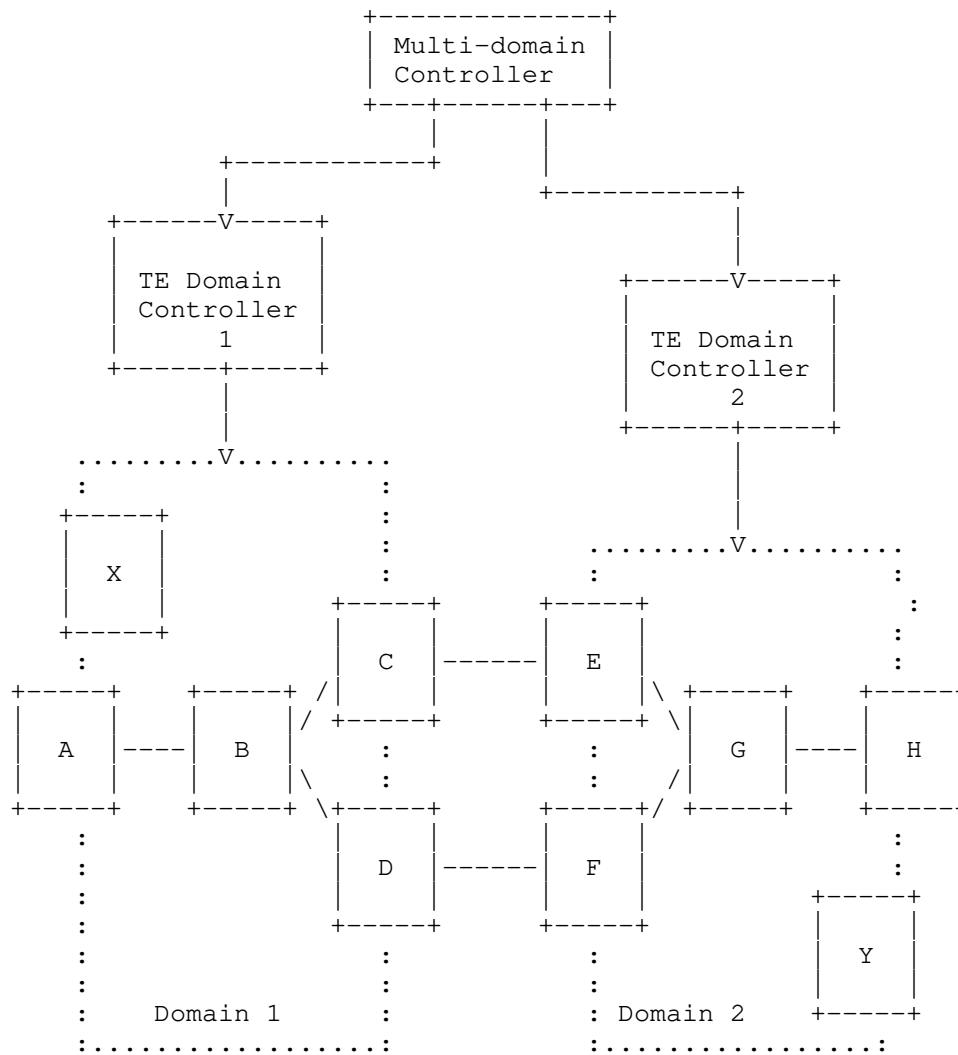 Multi-domain
Controller
TE Domain
Controller
1
TE Domain
Controller
2
X
C
E
A
B
G
H
D
F
Y
Domain 1
Domain 2